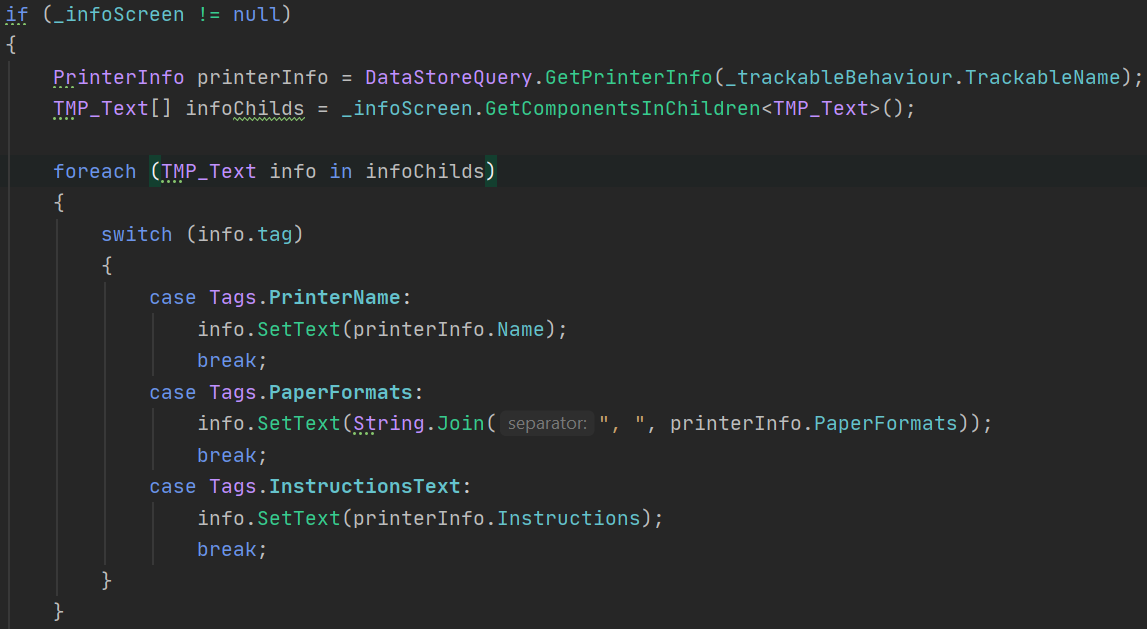 if (_infoScreen != null)
{
    PrinterInfo printerInfo = DataStoreQuery.GetPrinterInfo(_trackableBehaviour.TrackableName);
    TMP_Text[] infoChilds = _infoScreen.GetComponentsInChildren<TMP_Text>();

    foreach (TMP_Text info in infoChilds)
    {
        switch (info.tag)
        {
            case Tags.PrinterName:
                info.SetText(printerInfo.Name);
                break;
            case Tags.PaperFormats:
                info.SetText(String.Join( separator: ", ", printerInfo.PaperFormats));
                break;
            case Tags.InstructionsText:
                info.SetText(printerInfo.Instructions);
                break;
        }
    }